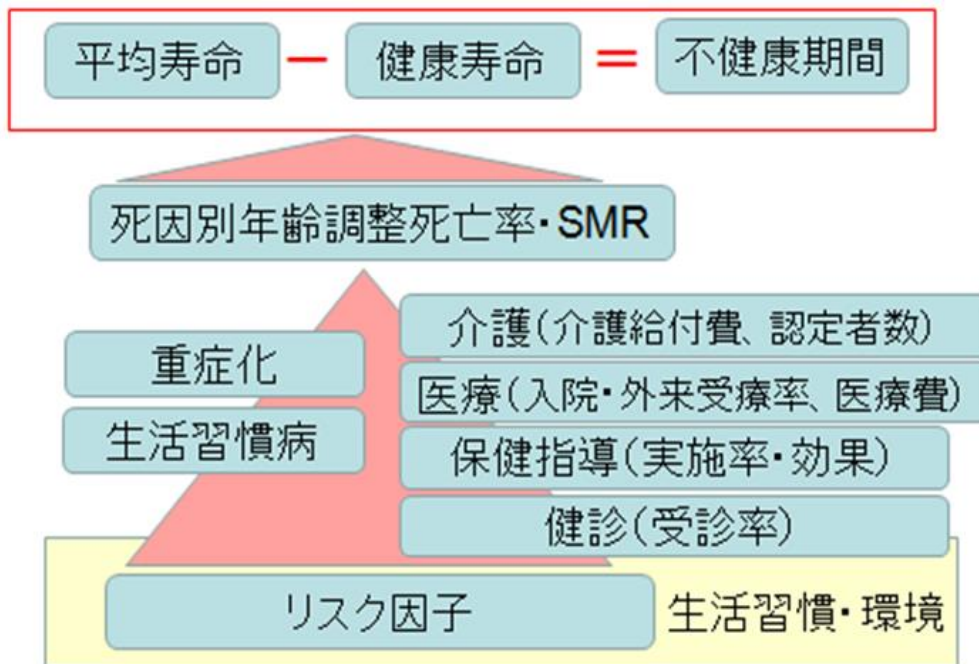 平均寿命 － 健康寿命 ＝ 不健康期間
死因別年齢調整死亡率・SMR
介護(介護給付費、認定者数)
重症化
医療(入院・外来受療率、医療費)
生活習慣病
保健指導(実施率・効果)
健診(受診率)
リスク因子
生活習慣・環境